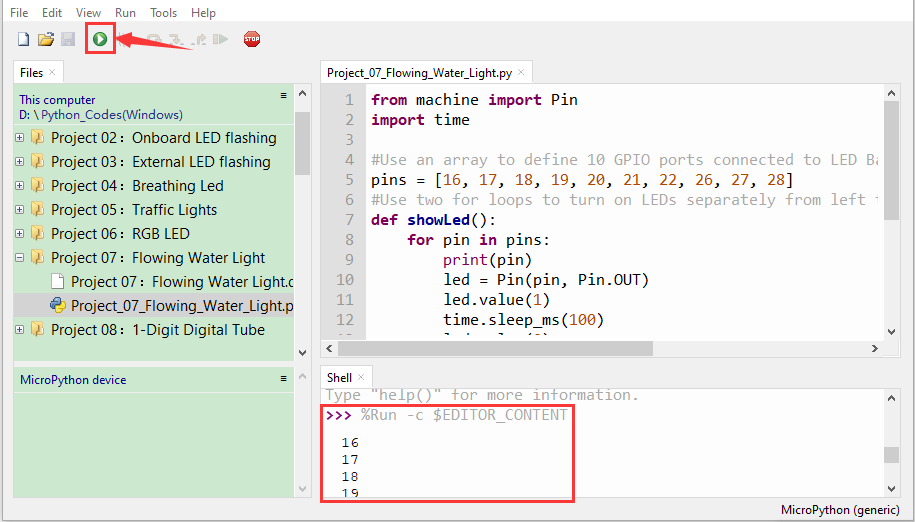 File Edit View Run Tools Help
STOP
Files ×
This computer
D: \ Python_Codes(Windows)
Project 02：Onboard LED flashing
Project 03：External LED flashing
Project 04：Breathing Led
Project 05：Traffic Lights
Project 06：RGB LED
Project 07：Flowing Water Light
Project 07：Flowing Water Light.c
Project_07_Flowing_Water_Light.p
Project 08：1-Digit Digital Tube
MicroPython device
Project_07_Flowing_Water_Light.py ×
1 from machine import Pin
2 import time
3
4 #Use an array to define 10 GPIO ports connected to LED Ba
5 pins = [16, 17, 18, 19, 20, 21, 22, 26, 27, 28]
6 #Use two for loops to turn on LEDs separately from left
7 def showLed():
8 for pin in pins:
9 print(pin)
10 led = Pin(pin, Pin.OUT)
11 led.value(1)
12 time.sleep_ms(100)
Shell ×
Type "help()" for more information.
>>> %Run -c $EDITOR_CONTENT
16
17
18
19
MicroPython (generic)